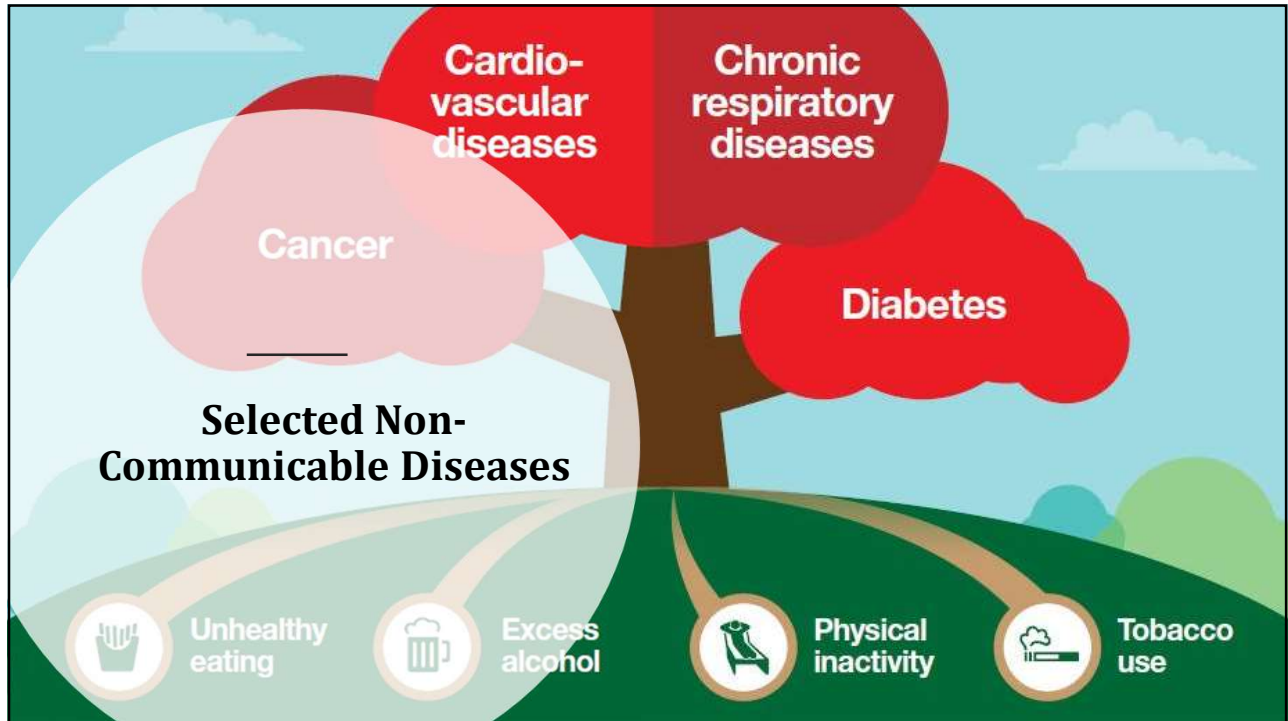 Cardio-
vascular
diseases
Chronic
respiratory
diseases
Cancer
Diabetes
Selected Non-
Communicable Diseases
Unhealthy
eating
Excess
alcohol
Physical
inactivity
Tobacco
use